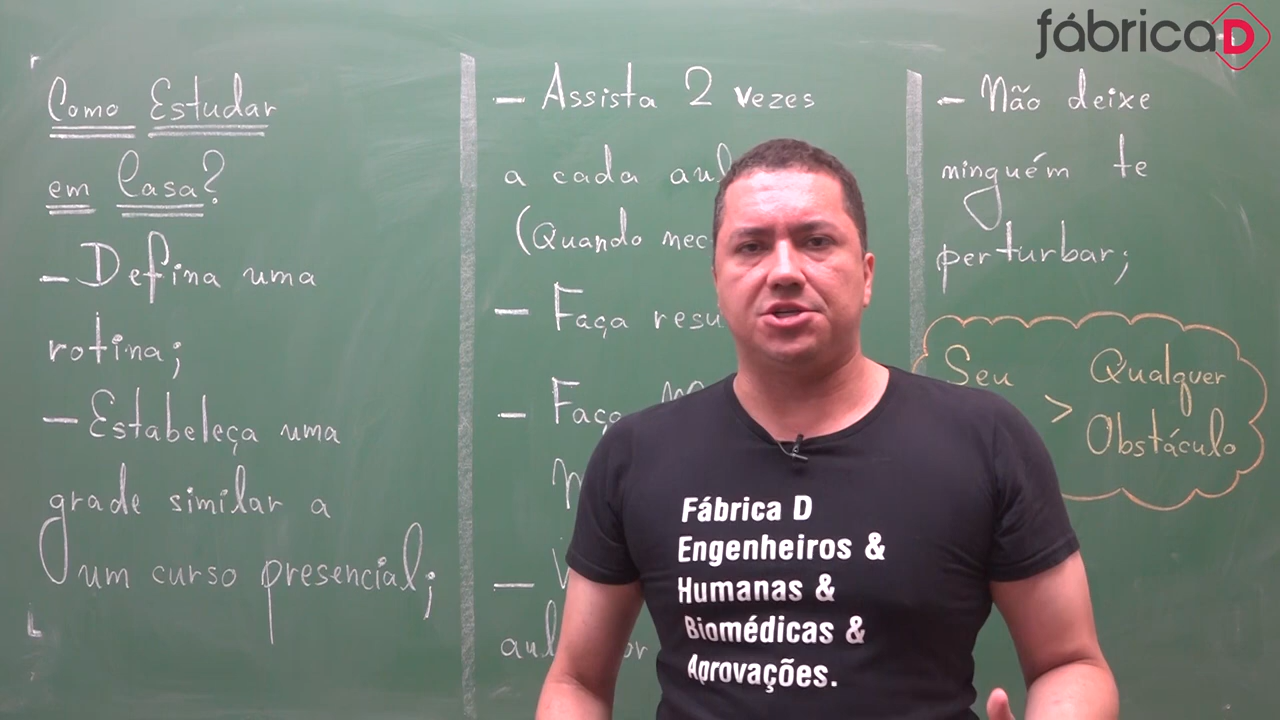 fábricaD
Como Estudar
em Casa?
- Defina uma
rotina;
- Estabeleça uma
grade similar a
um curso presencial;
- Assista 2 vezes
a cada
(Quando
- Faça
- Faça
- Não deixe
ninguém te
perturbar;
Seu > Qualquer
Obstáculo
Fábrica D
Engenheiros &
Humanas &
Biomédicas &
Aprovações.